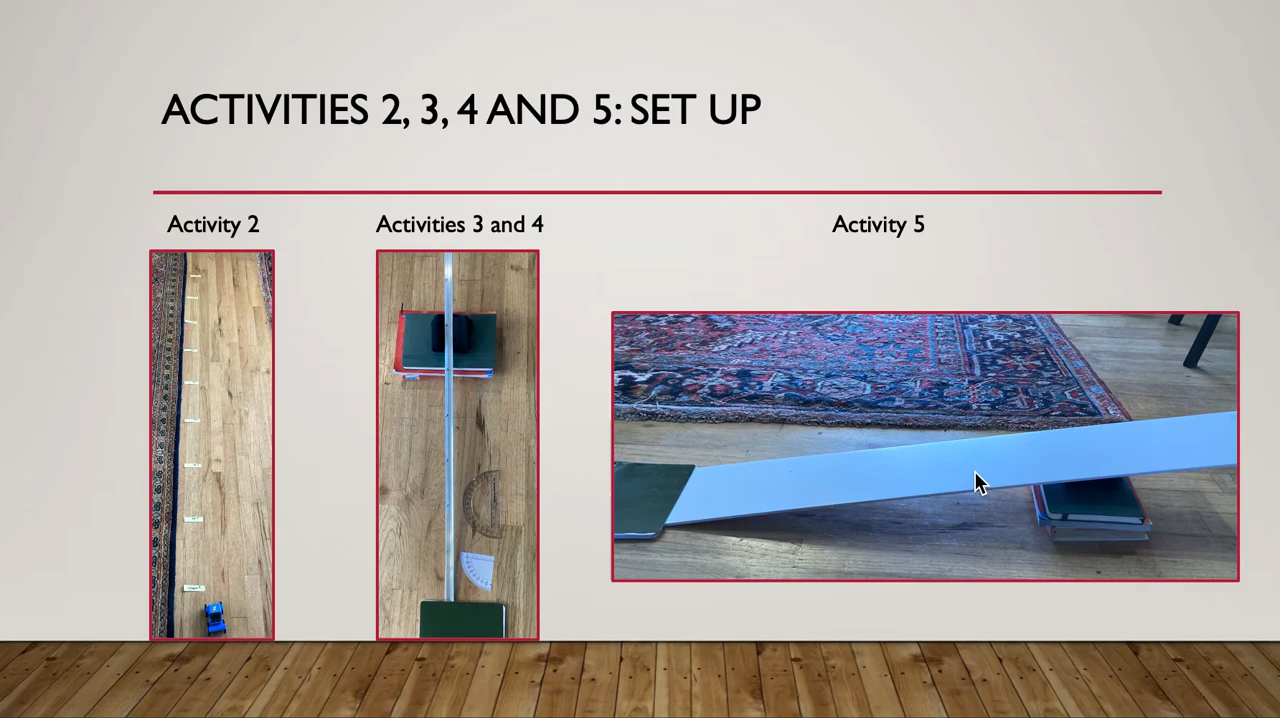 ACTIVITIES 2, 3, 4 AND 5: SET UP
Activity 2
Activities 3 and 4
Activity 5